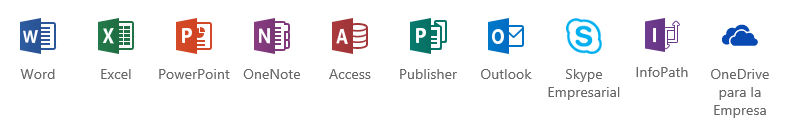 Word
Excel
PowerPoint
OneNote
Access
Publisher
Outlook
Skype
Empresarial
InfoPath
OneDrive
para la
Empresa